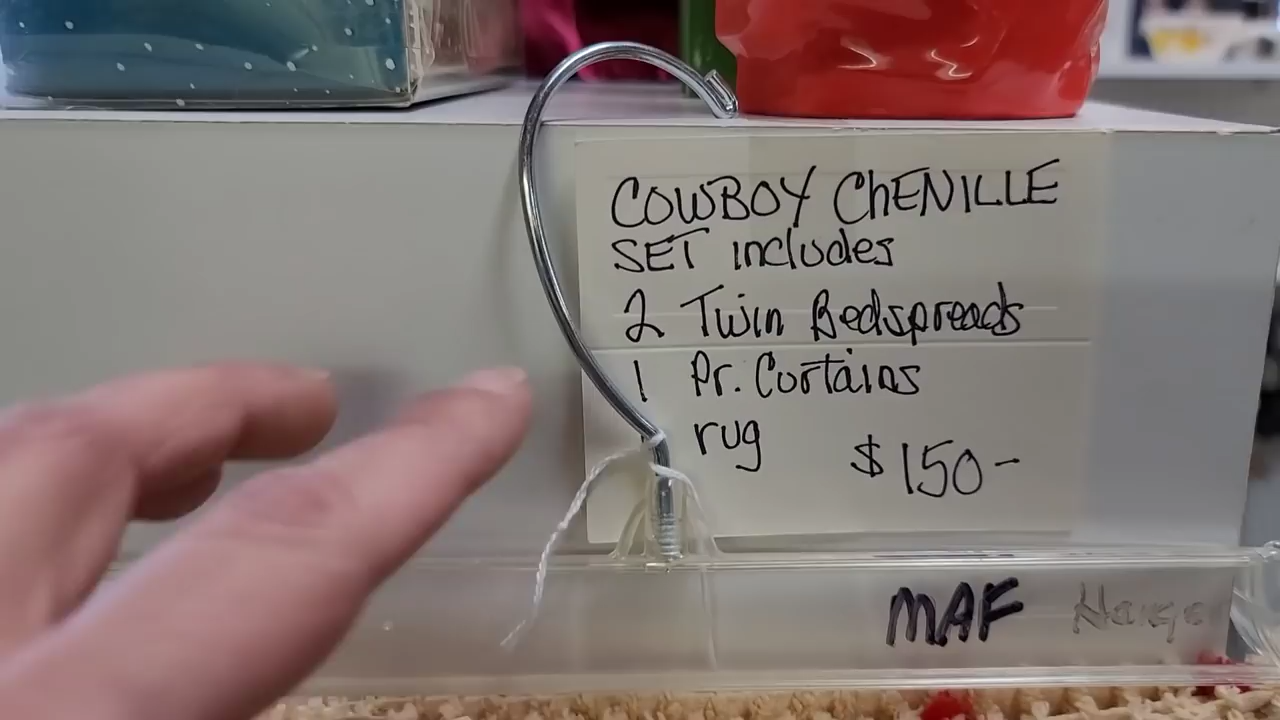 COWBOY ChENILLE
SET includes
2 Twin Bedspreads
1 Pr. Curtains
rug $150-
MAF